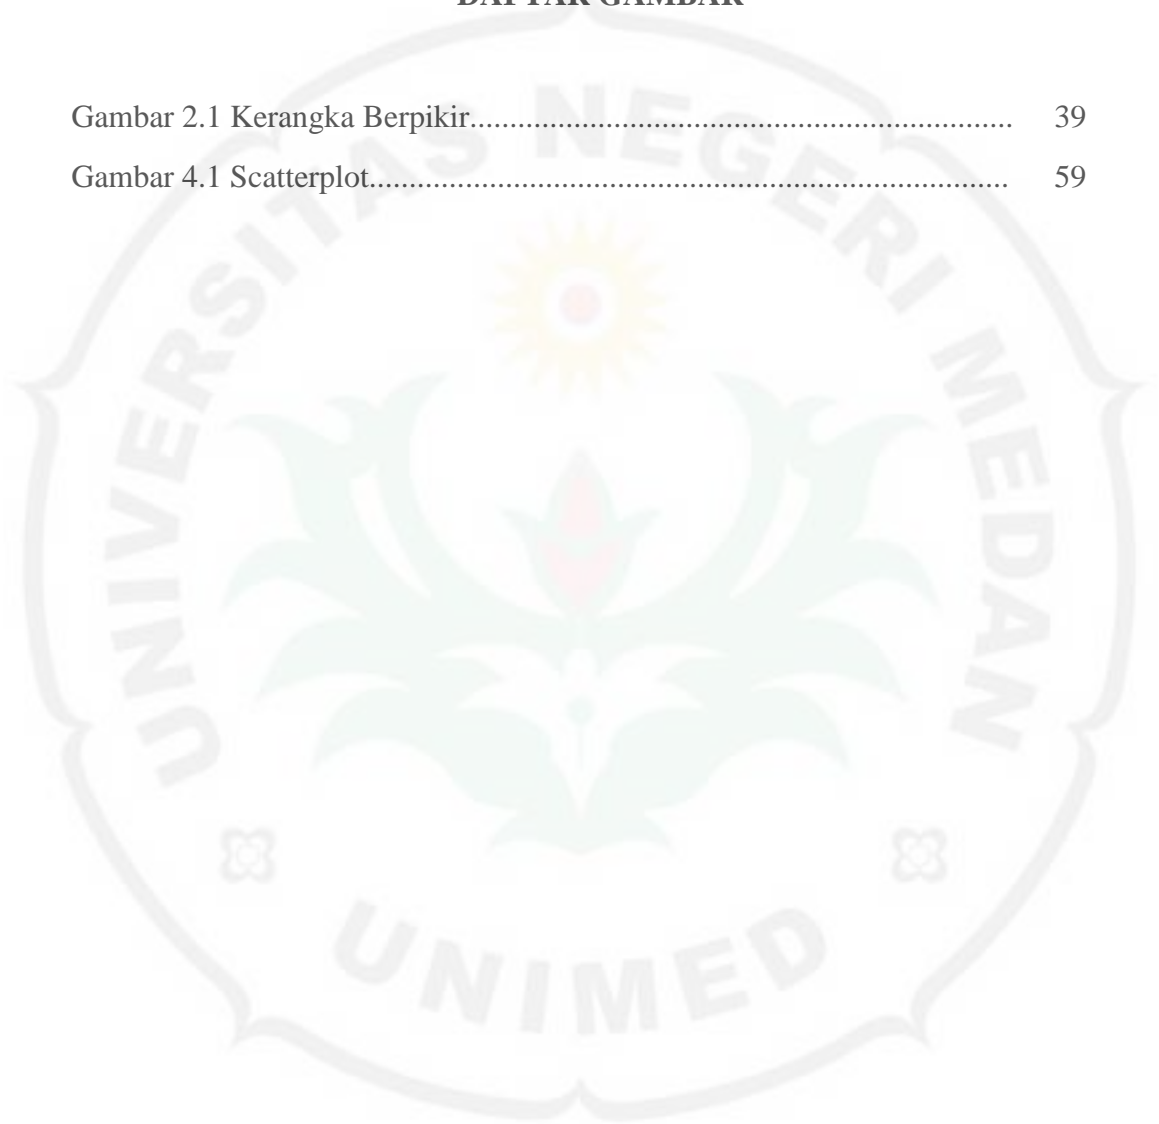 DAFTAR GAMBAR
Gambar 2.1 Kerangka Berpikir.................................................................... 39
Gambar 4.1 Scatterplot................................................................................ 59
UNIVERSITAS NEGERI MEDAN
UNIMED